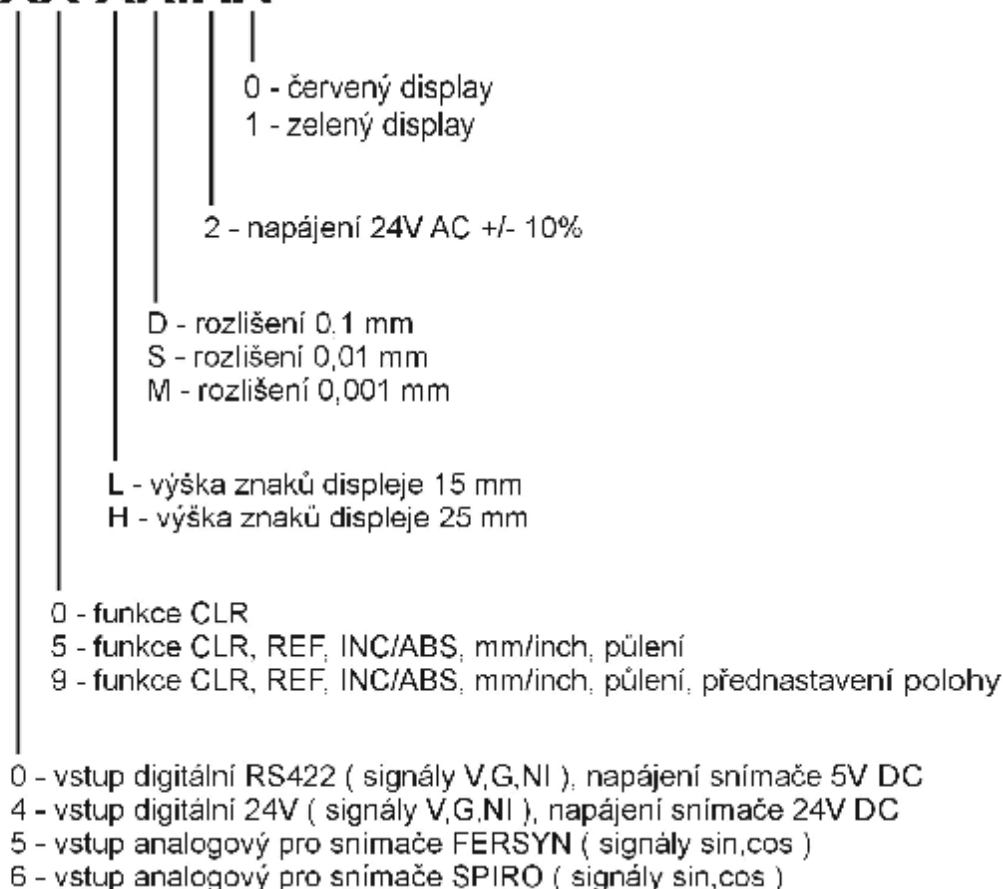 0 - červený display
1 - zelený display
2 - napájení 24V AC +/- 10%
D - rozlišení 0,1 mm
S - rozlišení 0,01 mm
M - rozlišení 0,001 mm
L - výška znaků displeje 15 mm
H - výška znaků displeje 25 mm
0 - funkce CLR
5 - funkce CLR, REF, INC/ABS, mm/inch, půlení
9 - funkce CLR, REF, INC/ABS, mm/inch, půlení, přednastavení polohy
0 - vstup digitální RS422 ( signály V,G,NI ), napájení snímače 5V DC
4 - vstup digitální 24V ( signály V,G,NI ), napájení snímače 24V DC
5 - vstup analogový pro snímače FERSYN ( signály sin,cos )
6 - vstup analogový pro snímače SPIRO ( signály sin,cos )